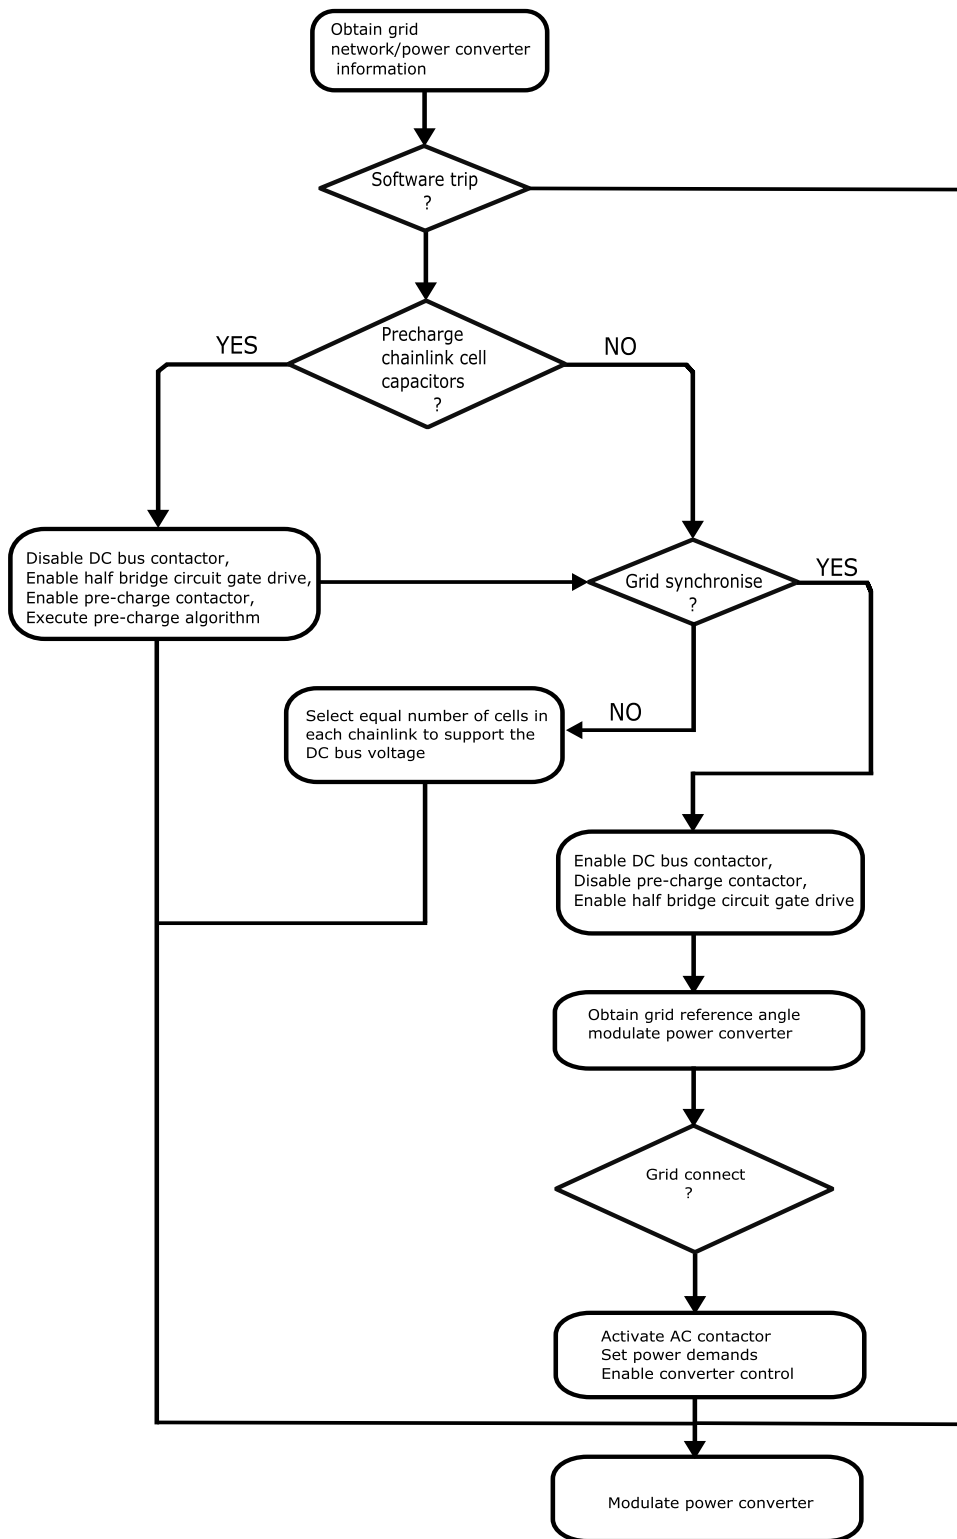 Obtain grid
network/power converter
information
Software trip
?
Precharge
chainlink cell
capacitors
?
YES
NO
Disable DC bus contactor,
Enable half bridge circuit gate drive,
Enable pre-charge contactor,
Execute pre-charge algorithm
Grid synchronise
?
YES
NO
Select equal number of cells in
each chainlink to support the
DC bus voltage
Enable DC bus contactor,
Disable pre-charge contactor,
Enable half bridge circuit gate drive
Obtain grid reference angle
modulate power converter
Grid connect
?
Activate AC contactor
Set power demands
Enable converter control
Modulate power converter